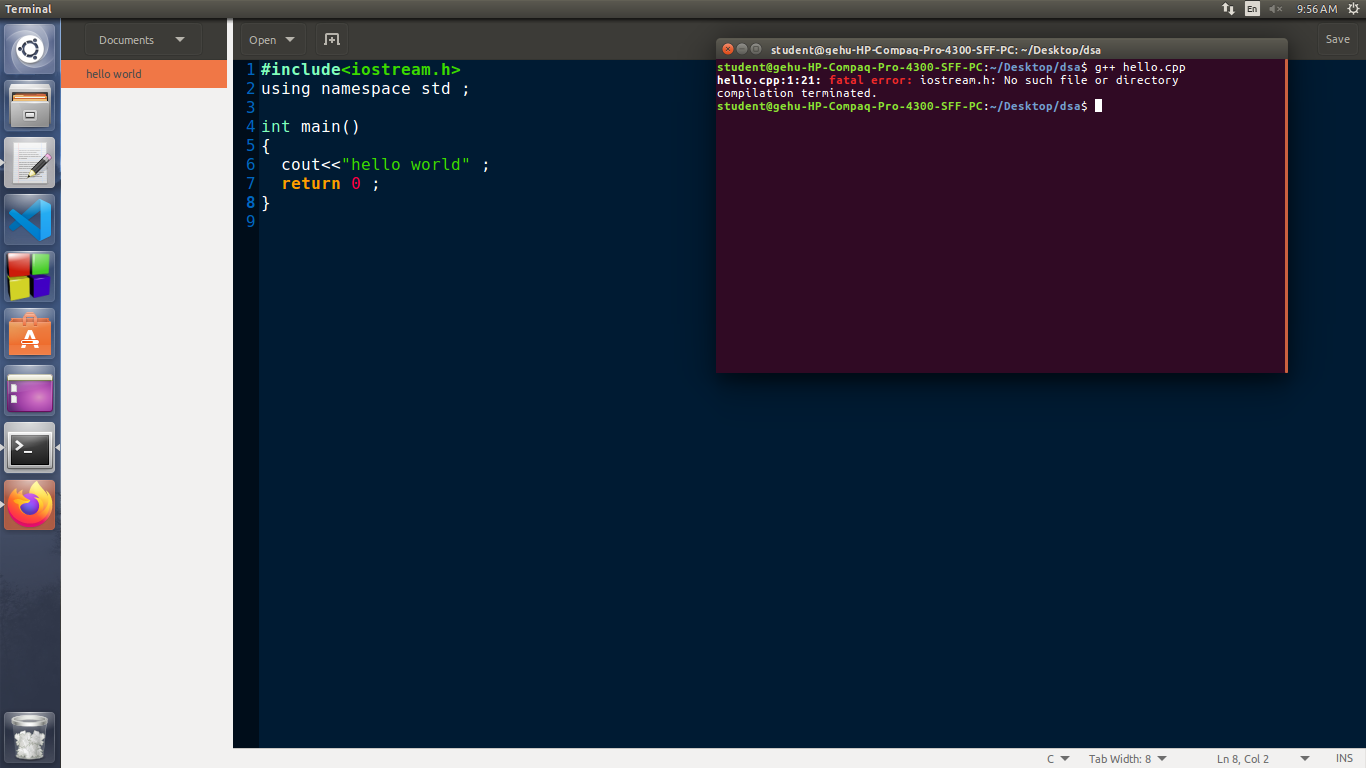 Terminal
En
9:56 AM
Documents
Open
Save
hello world
1 #include<iostream.h>
2 using namespace std ;
3
4 int main()
5 {
6 cout<<"hello world" ;
7 return 0 ;
8 }
9
student@gehu-HP-Compaq-Pro-4300-SFF-PC: ~/Desktop/dsa
student@gehu-HP-Compaq-Pro-4300-SFF-PC:~/Desktop/dsa$ g++ hello.cpp
hello.cpp:1:21: fatal error: iostream.h: No such file or directory
compilation terminated.
student@gehu-HP-Compaq-Pro-4300-SFF-PC:~/Desktop/dsa$
C
Tab Width: 8
Ln 8, Col 2
INS